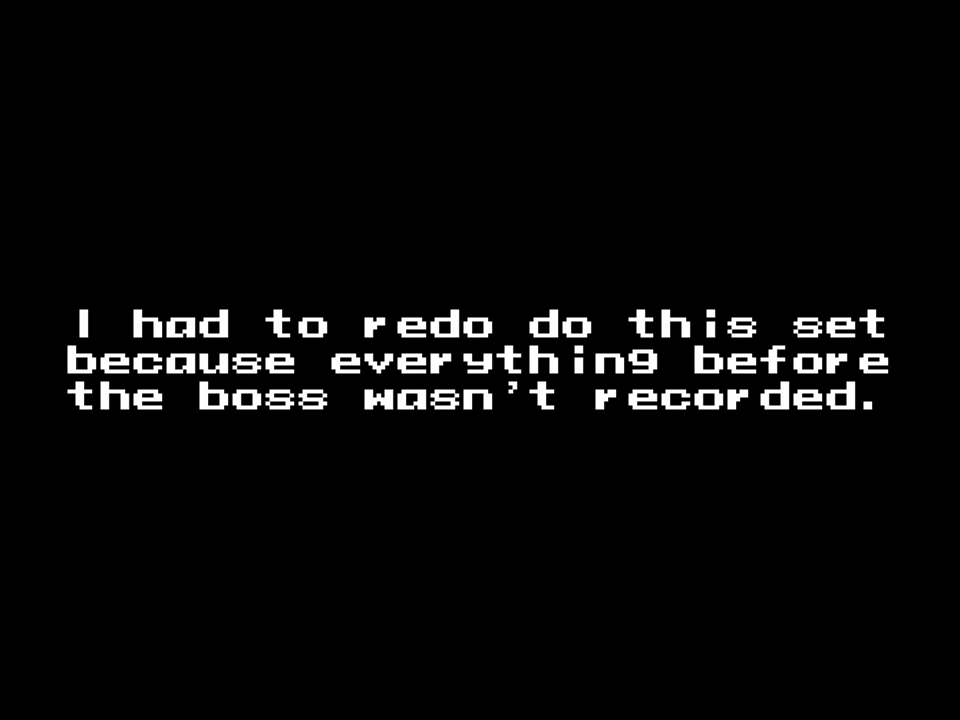 I had to redo do this set
because everything before
the boss wasn't recorded.